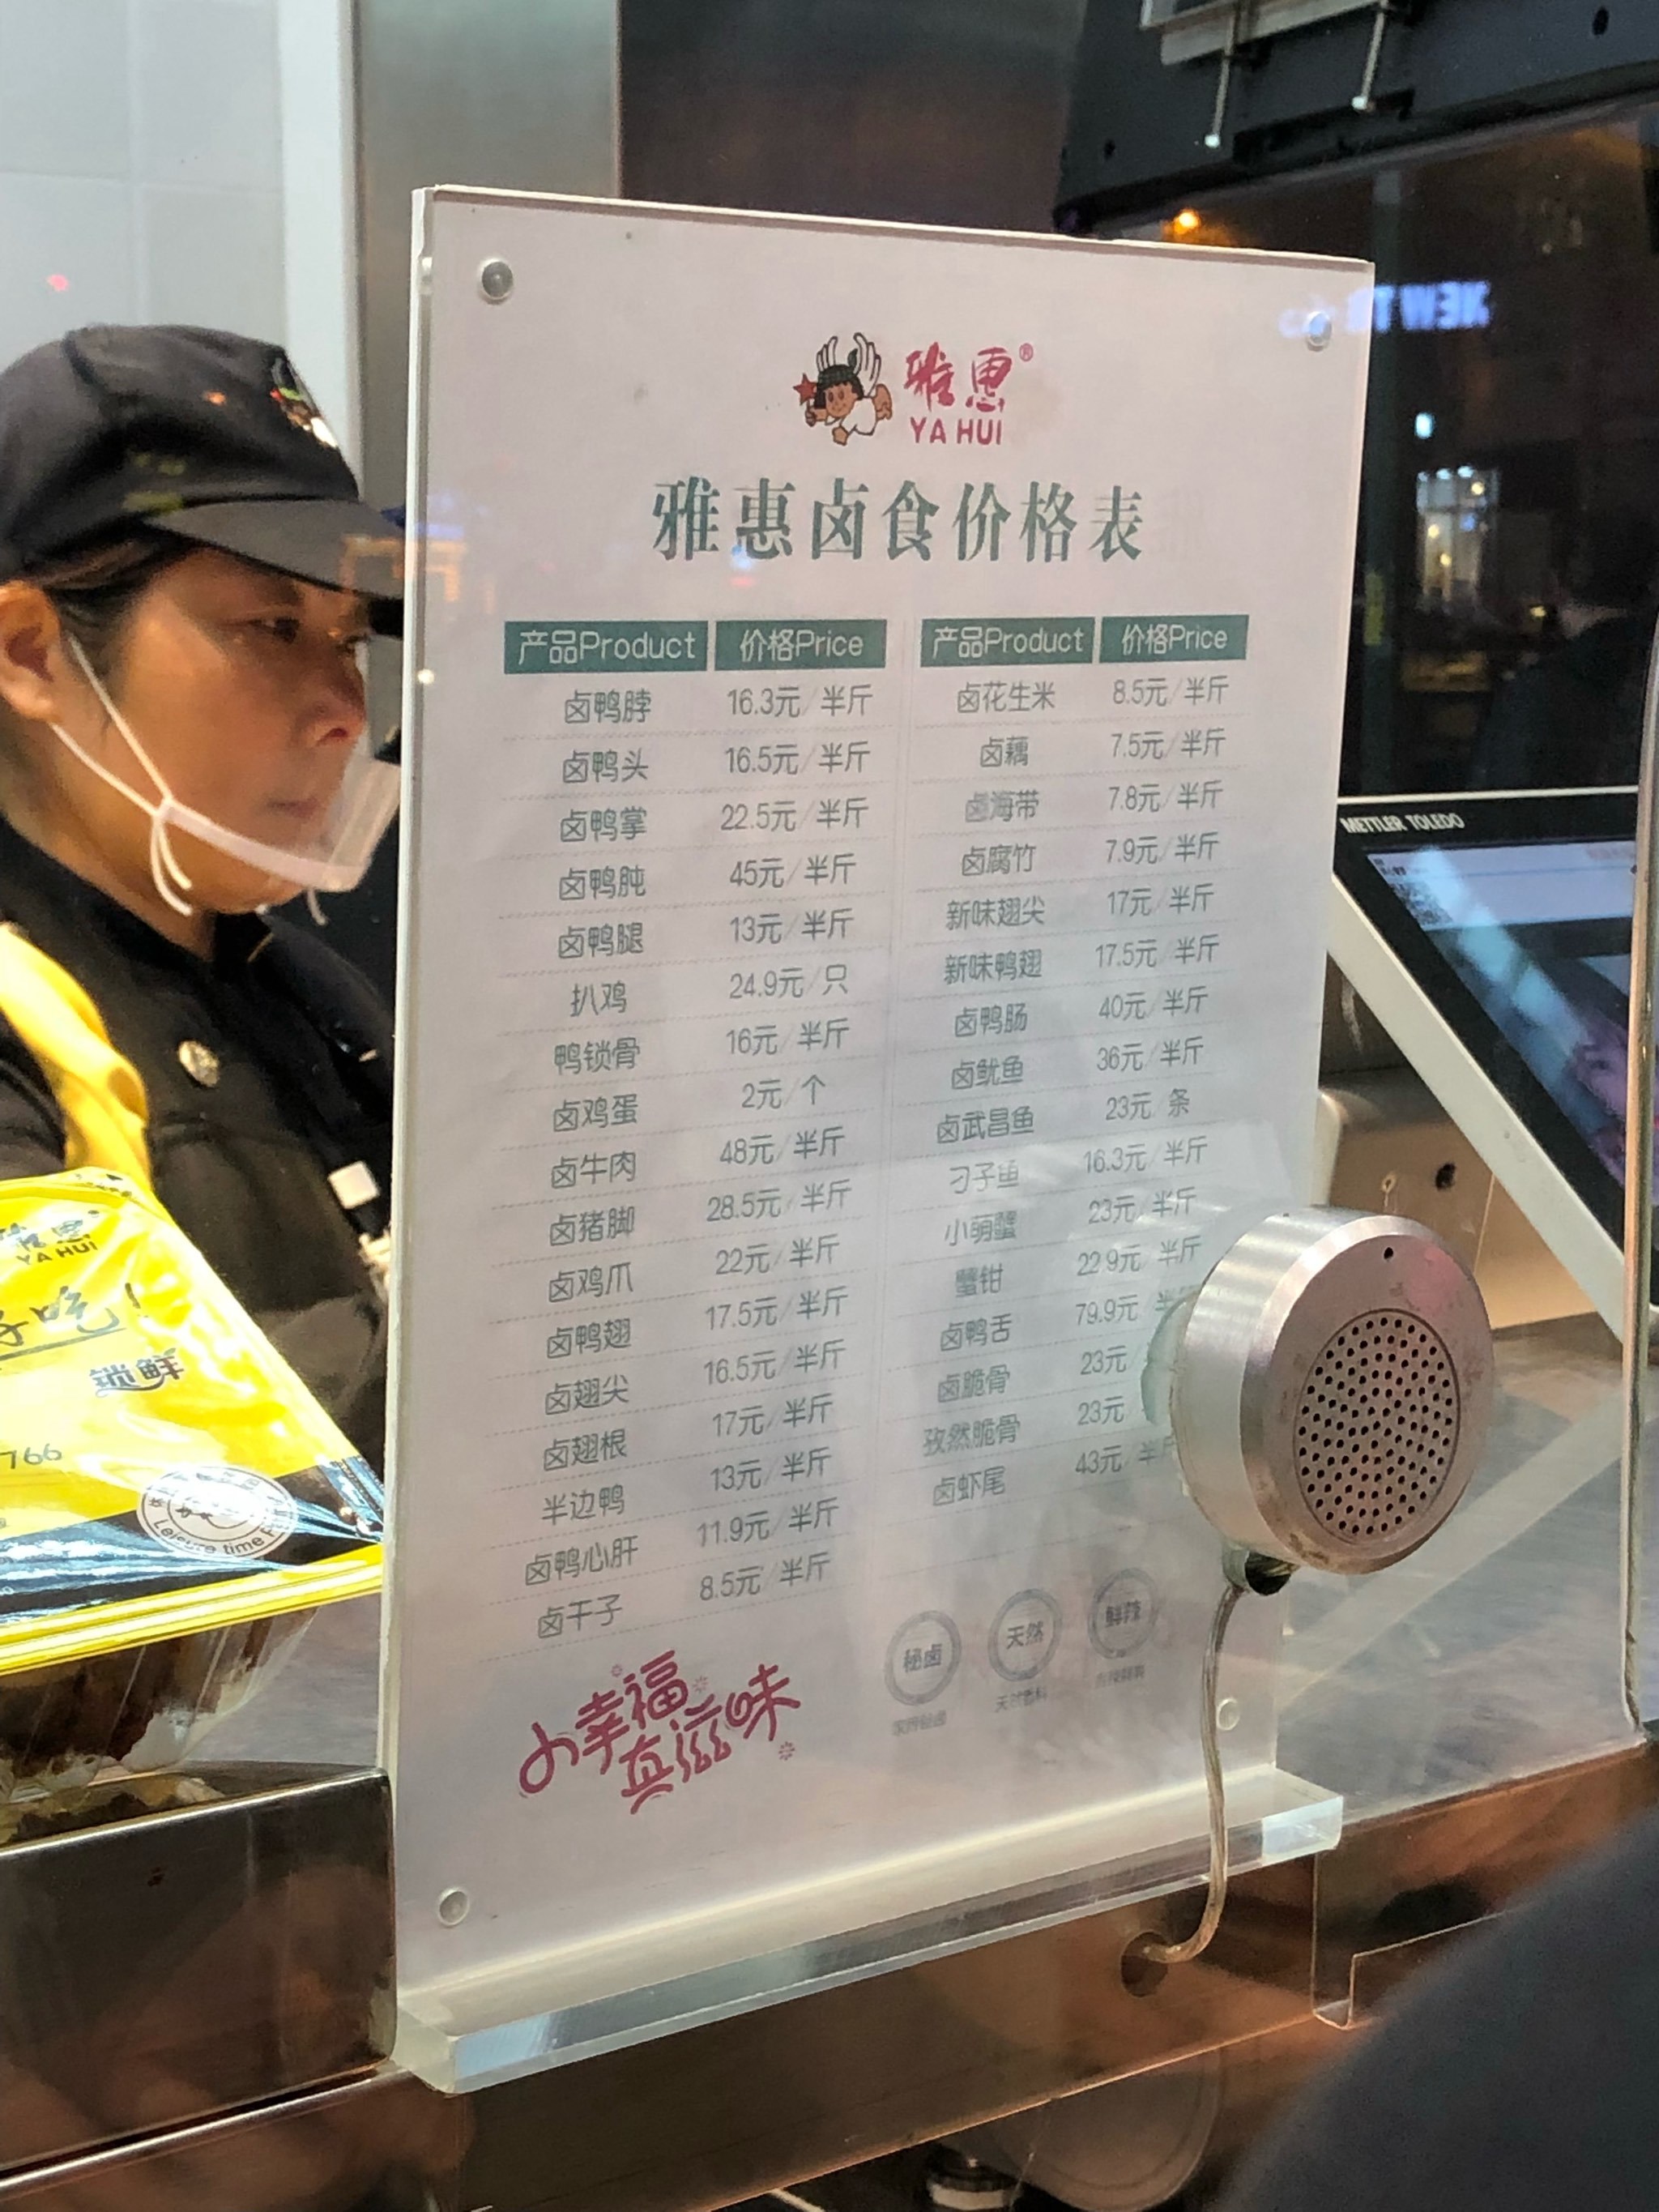 雅惠®
YA HUI
雅惠卤食价格表
产品Product 价格Price
卤鸭脖 16.3元/半斤
卤鸭头 16.5元/半斤
卤鸭掌 22.5元/半斤
卤鸭肫 45元/半斤
卤鸭腿 13元/半斤
扒鸡 24.9元/只
鸭锁骨 16元/半斤
卤鸡蛋 2元/个
卤牛肉 48元/半斤
卤猪脚 28.5元/半斤
卤鸡爪 22元/半斤
卤鸭翅 17.5元/半斤
卤翅尖 16.5元/半斤
卤翅根 17元/半斤
半边鸭 13元/半斤
卤鸭心肝 11.9元/半斤
卤干子 8.5元/半斤
产品Product 价格Price
卤花生米 8.5元/半斤
卤藕 7.5元/半斤
卤海带 7.8元/半斤
卤腐竹 7.9元/半斤
新味翅尖 17元/半斤
新味鸭翅 17.5元/半斤
卤鸭肠 40元/半斤
卤鱿鱼 36元/半斤
卤武昌鱼 23元/条
刁子鱼 16.3元/半斤
小萌蟹 23元/半斤
蟹钳 22.9元/半斤
卤鸭舌 79.9元
卤脆骨 23元
孜然脆骨 23元
卤虾尾 43元/半斤
小幸福
真滋味
秘卤
天然
鲜辣
METTLER TOLEDO
雅惠
YA HUI
锁鲜
766
Leisure time